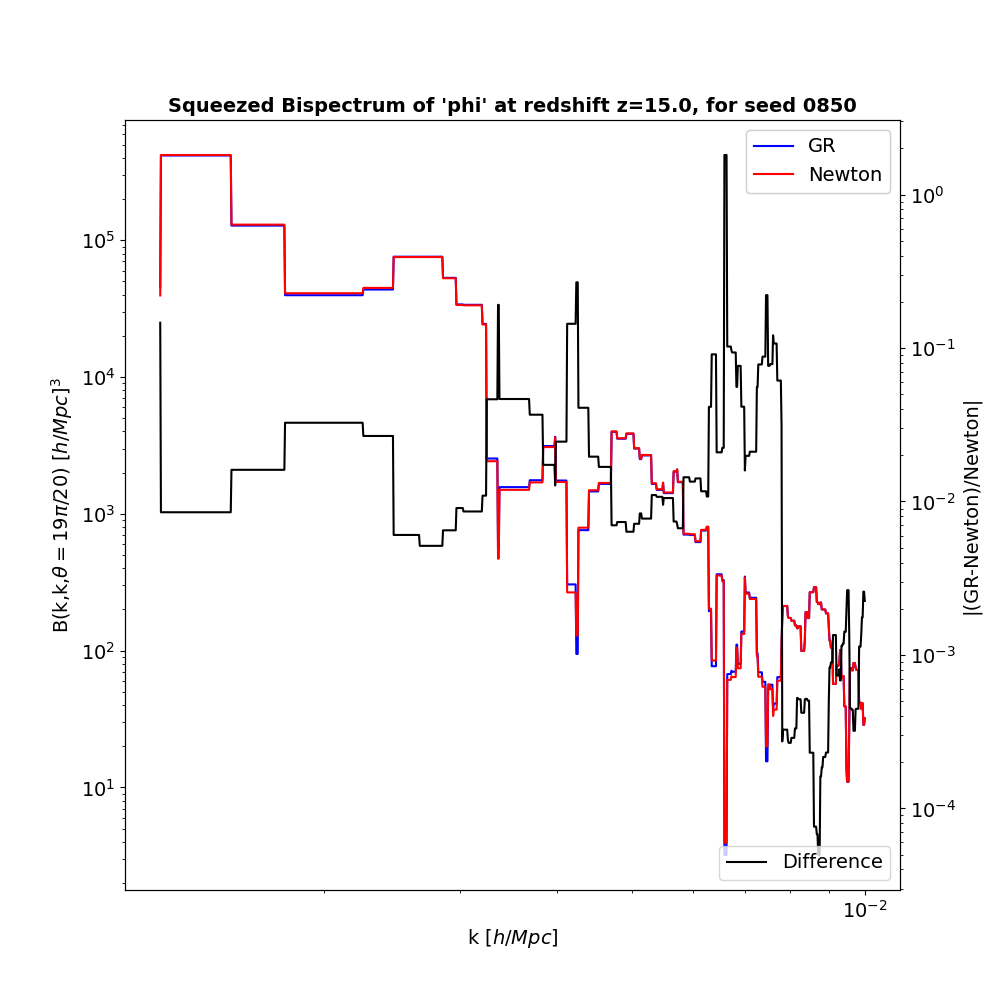 Squeezed Bispectrum of 'phi' at redshift z=15.0, for seed 0850
GR
Newton
10^5
10^4
10^3
10^2
10^1
B(k,k,θ = 19π/20) [h/Mpc]^3
10^0
10^−1
10^−2
10^−3
10^−4
|(GR-Newton)/Newton|
Difference
10^−2
k [h/Mpc]